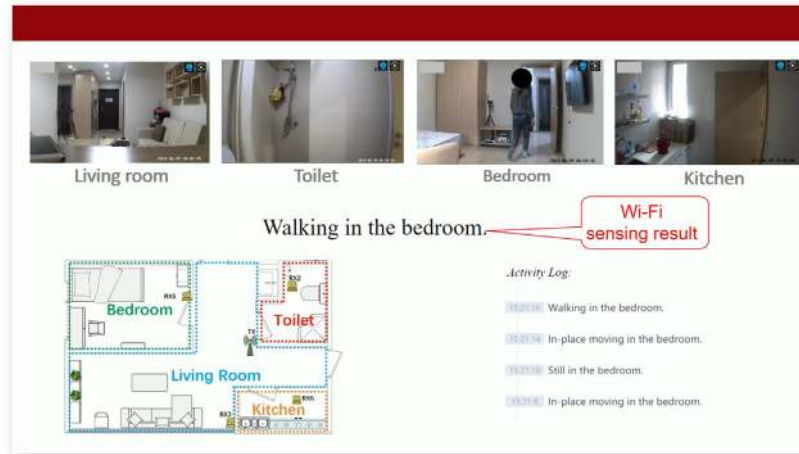 Living room
Toilet
Bedroom
Kitchen
Walking in the bedroom.
Wi-Fi
sensing result
Bedroom
RX2
Toilet
TX
Living Room
Kitchen
Activity Log:
Walking in the bedroom.
In-place moving in the bedroom.
Still in the bedroom.
In-place moving in the bedroom.